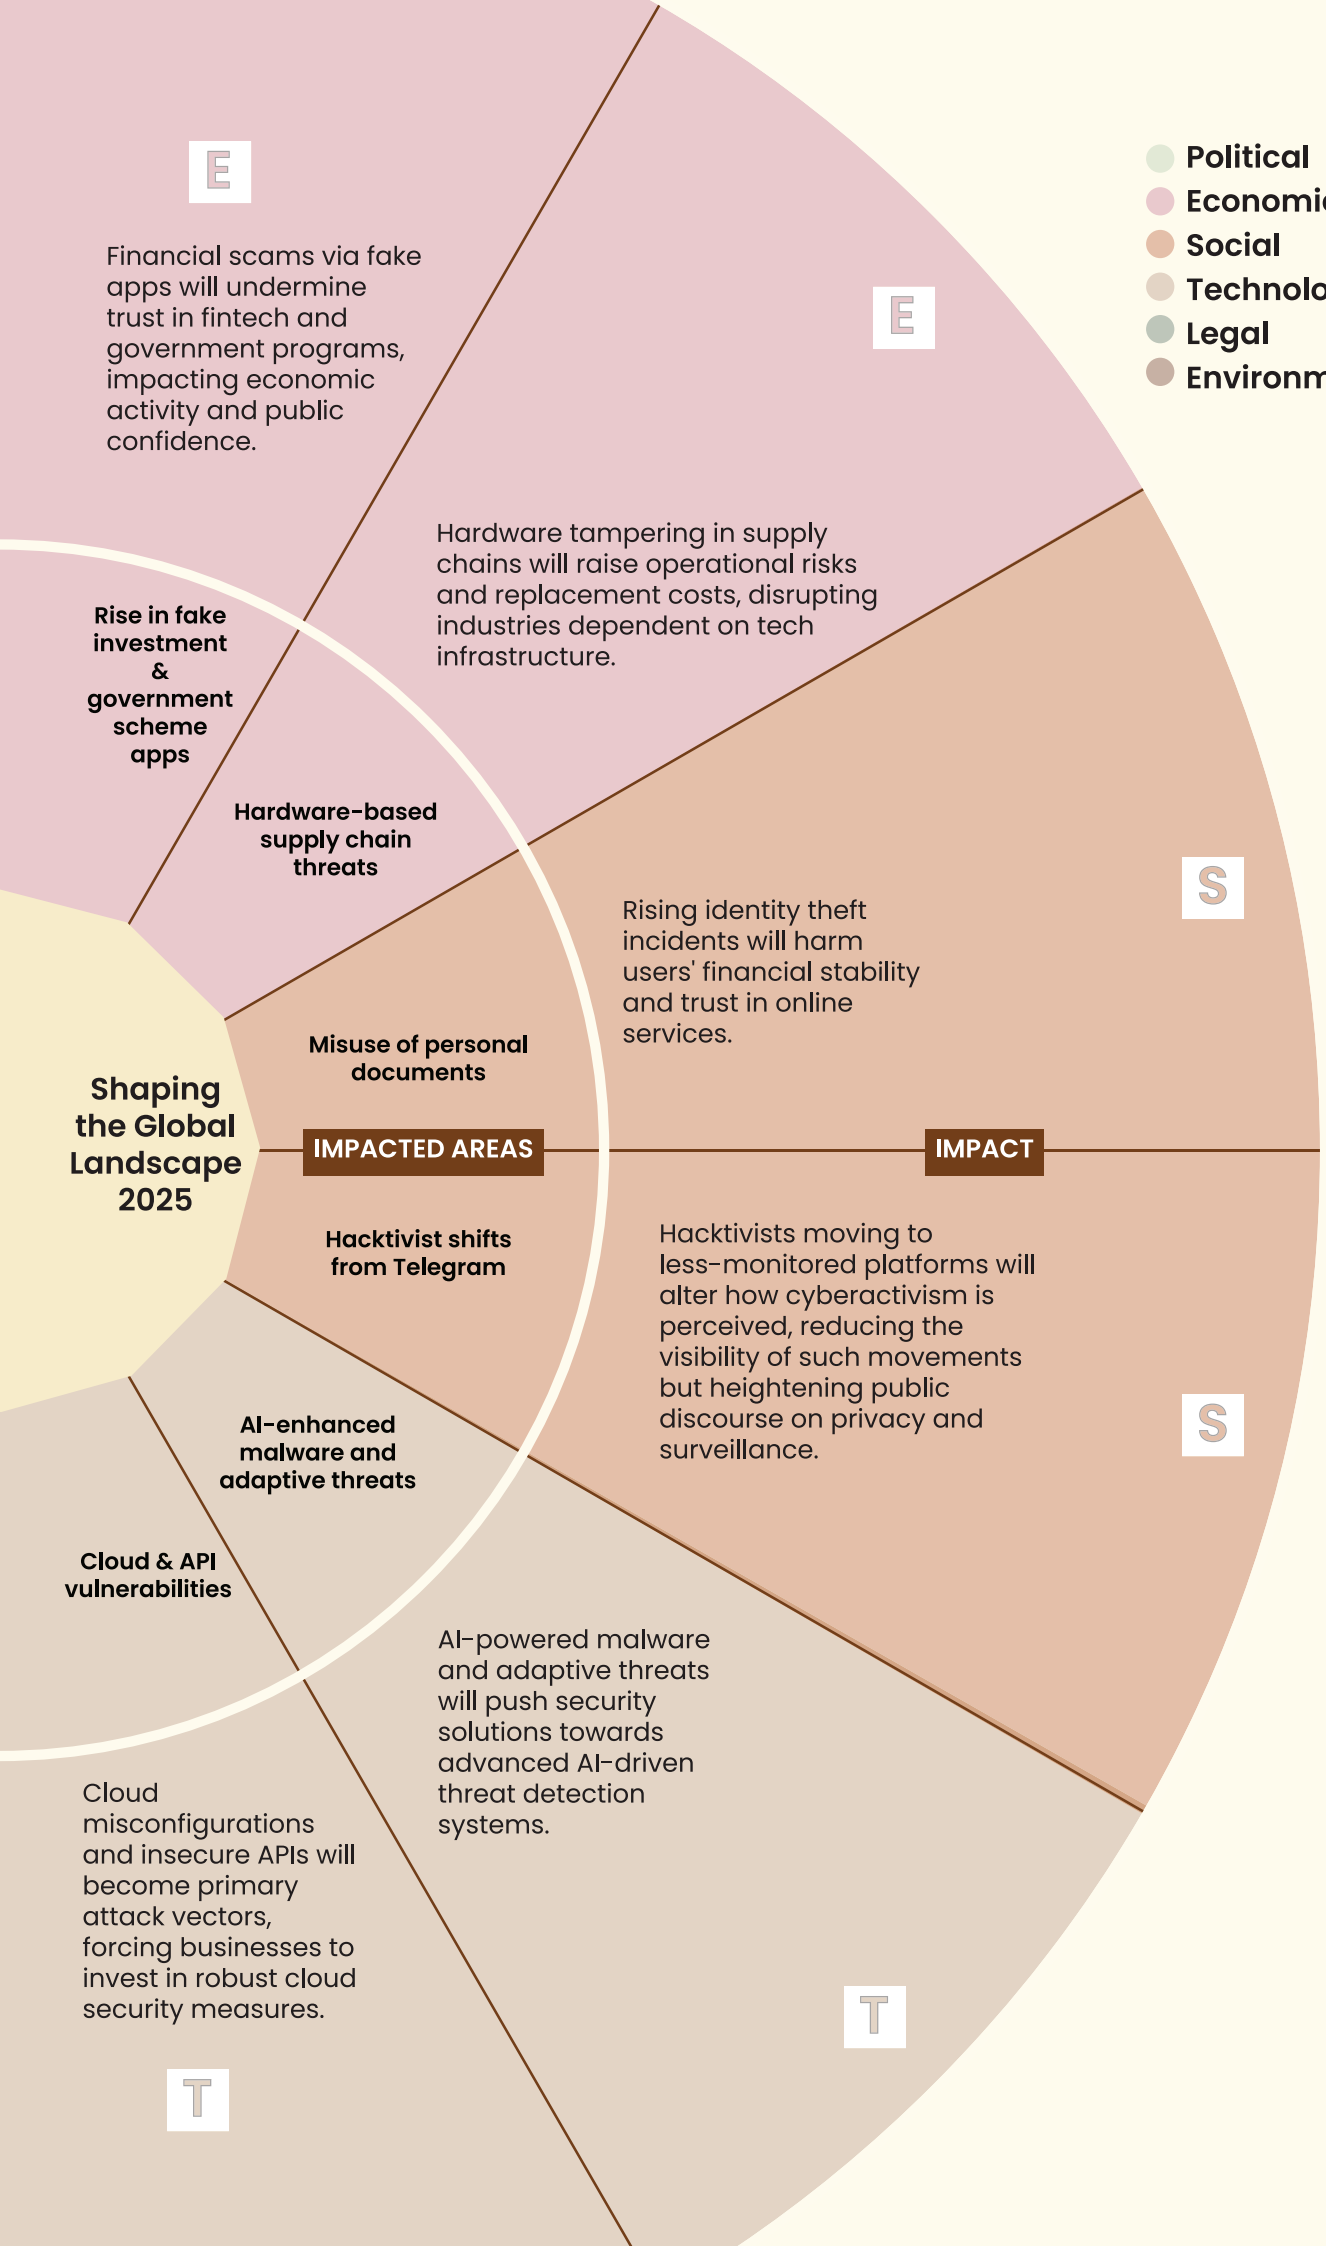 E
Financial scams via fake
apps will undermine
trust in fintech and
government programs,
impacting economic
activity and public
confidence.
E
Hardware tampering in supply
chains will raise operational risks
and replacement costs, disrupting
industries dependent on tech
infrastructure.
Political
Economic
Social
Technolo
Legal
Environm
Rise in fake
investment
&
government
scheme
apps
Hardware-based
supply chain
threats
S
Rising identity theft
incidents will harm
users' financial stability
and trust in online
services.
Misuse of personal
documents
Shaping
the Global
Landscape
2025
IMPACTED AREAS
IMPACT
Hacktivist shifts
from Telegram
Hacktivists moving to
less-monitored platforms will
alter how cyberactivism is
perceived, reducing the
visibility of such movements
but heightening public
discourse on privacy and
surveillance.
S
AI-enhanced
malware and
adaptive threats
Cloud & API
vulnerabilities
AI-powered malware
and adaptive threats
will push security
solutions towards
advanced AI-driven
threat detection
systems.
T
Cloud
misconfigurations
and insecure APIs will
become primary
attack vectors,
forcing businesses to
invest in robust cloud
security measures.
T